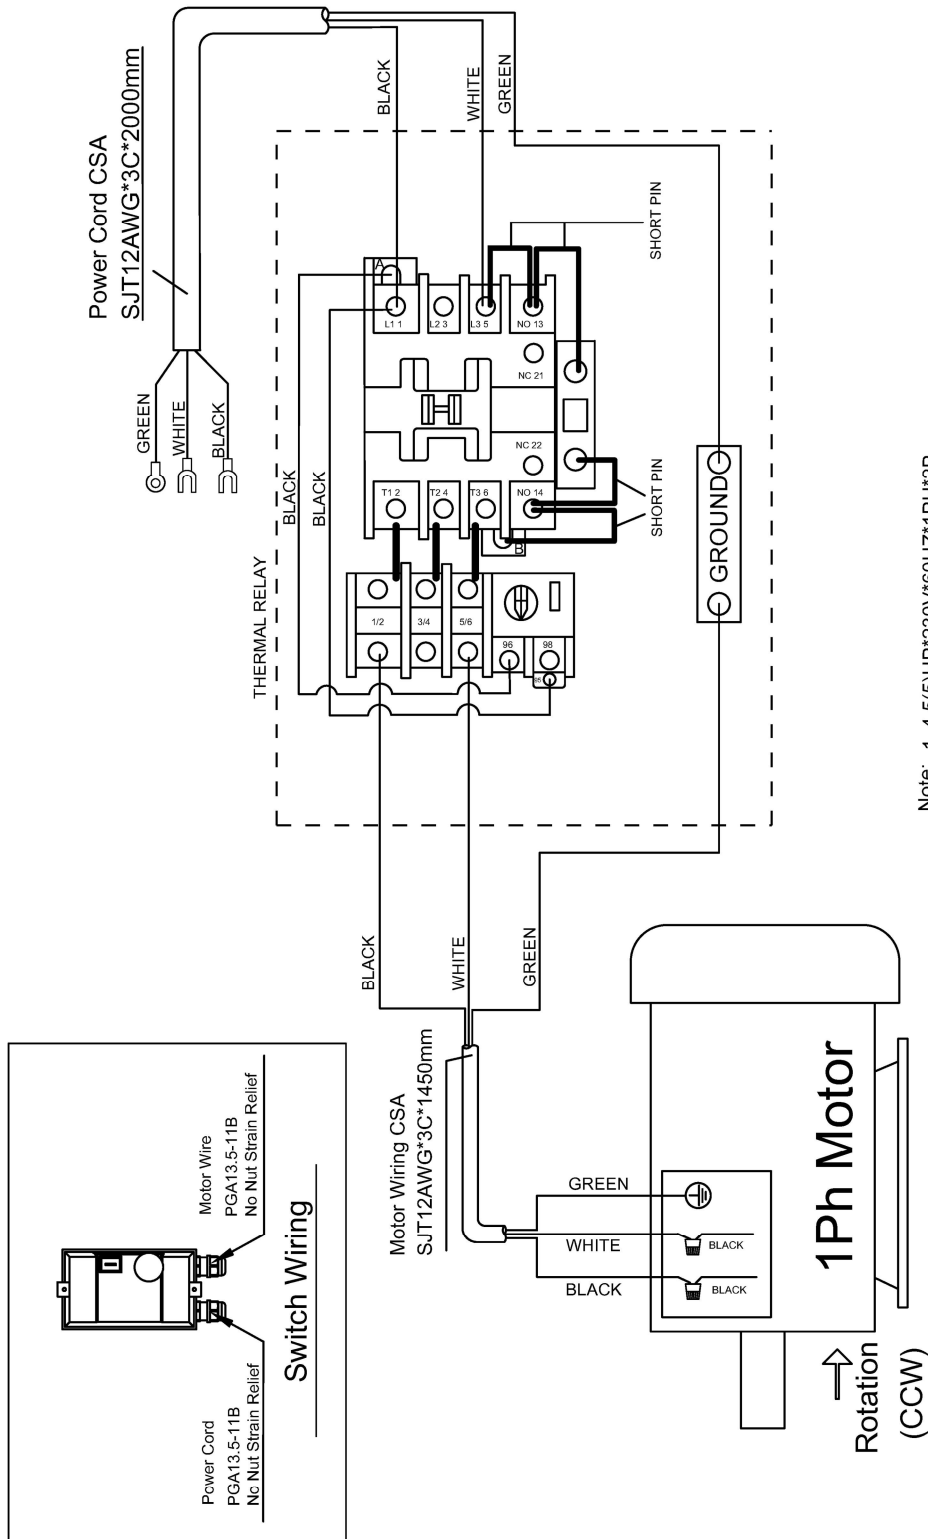 Power Cord CSA
SJT12AWG*3C*2000mm
GREEN
WHITE
BLACK
BLACK
WHITE
GREEN
BLACK
BLACK
THERMAL RELAY
A
L1 1
L2 3
L3 5
NO 13
NC 21
NC 22
T1 2
T2 4
T3 6
NO 14
B
SHORT PIN
SHORT PIN
1/2
3/4
5/6
96
98
95
GROUND
BLACK
WHITE
GREEN
Motor Wiring CSA
SJT12AWG*3C*1450mm
GREEN
WHITE
BLACK
BLACK
BLACK
1Ph Motor
Rotation
(CCW)
Motor Wire
PGA13.5-11B
No Nut Strain Relief
Power Cord
PGA13.5-11B
No Nut Strain Relief
Switch Wiring
Note: